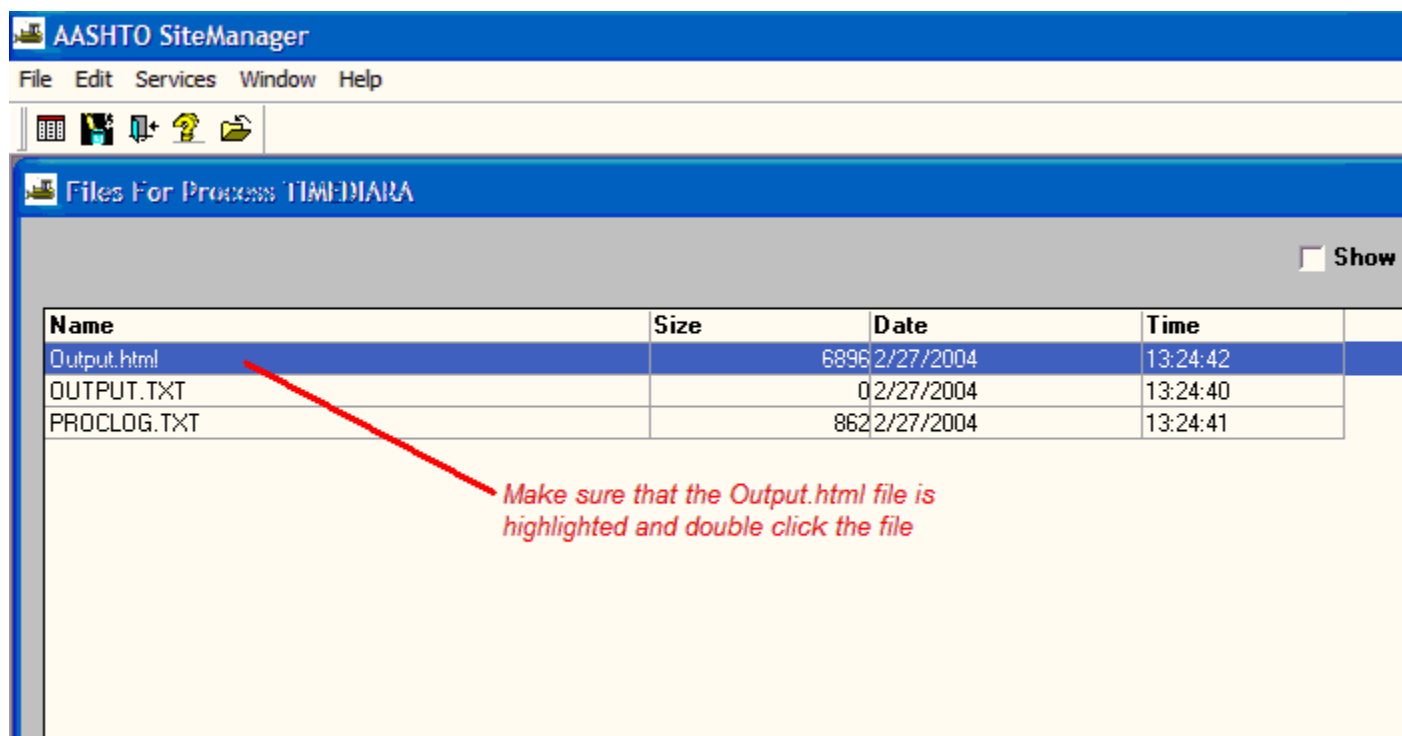 AASHTO SiteManager
File Edit Services Window Help
Files For Process TIMEDIARA
Show
Name Size Date Time
Output.html 6896 2/27/2004 13:24:42
OUTPUT.TXT 0 2/27/2004 13:24:40
PROCLOG.TXT 862 2/27/2004 13:24:41
Make sure that the Output.html file is
highlighted and double click the file